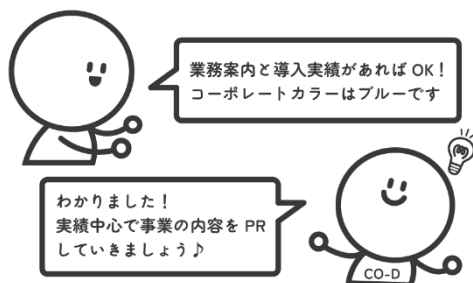 業務案内と導入実績があれば OK！
コーポレートカラーはブルーです
わかりました！
実績中心で事業の内容を PR
していきましょう♪
CO-D